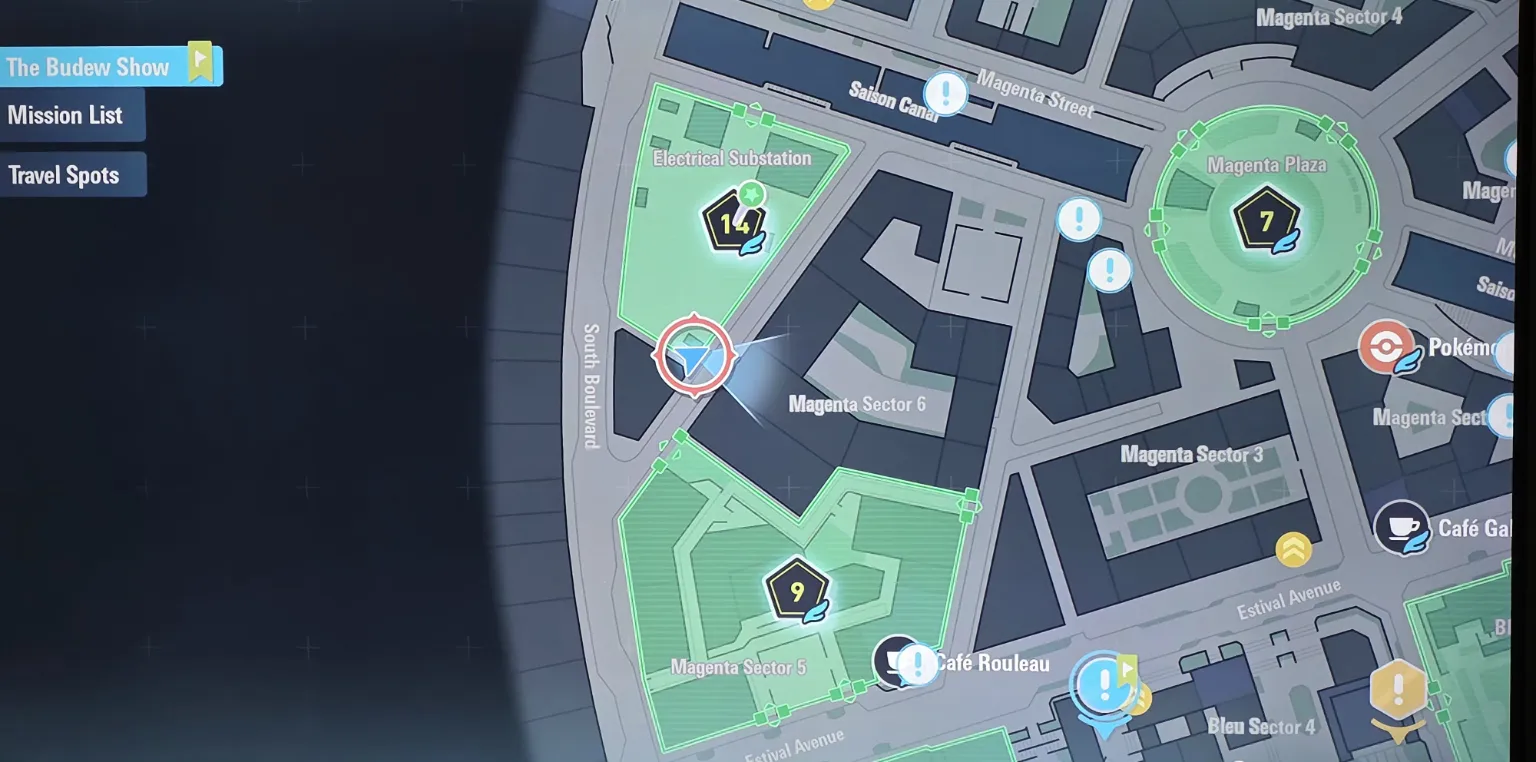 The Budew Show
Mission List
Travel Spots
Magenta Sector 4
Magenta Street
Saison Canal
Electrical Substation
14
Magenta Plaza
7
South Boulevard
Magenta Sector 6
Magenta Sector 3
9
Magenta Sector 5
Café Rouleau
Estival Avenue
Estival Avenue
Bleu Sector 4